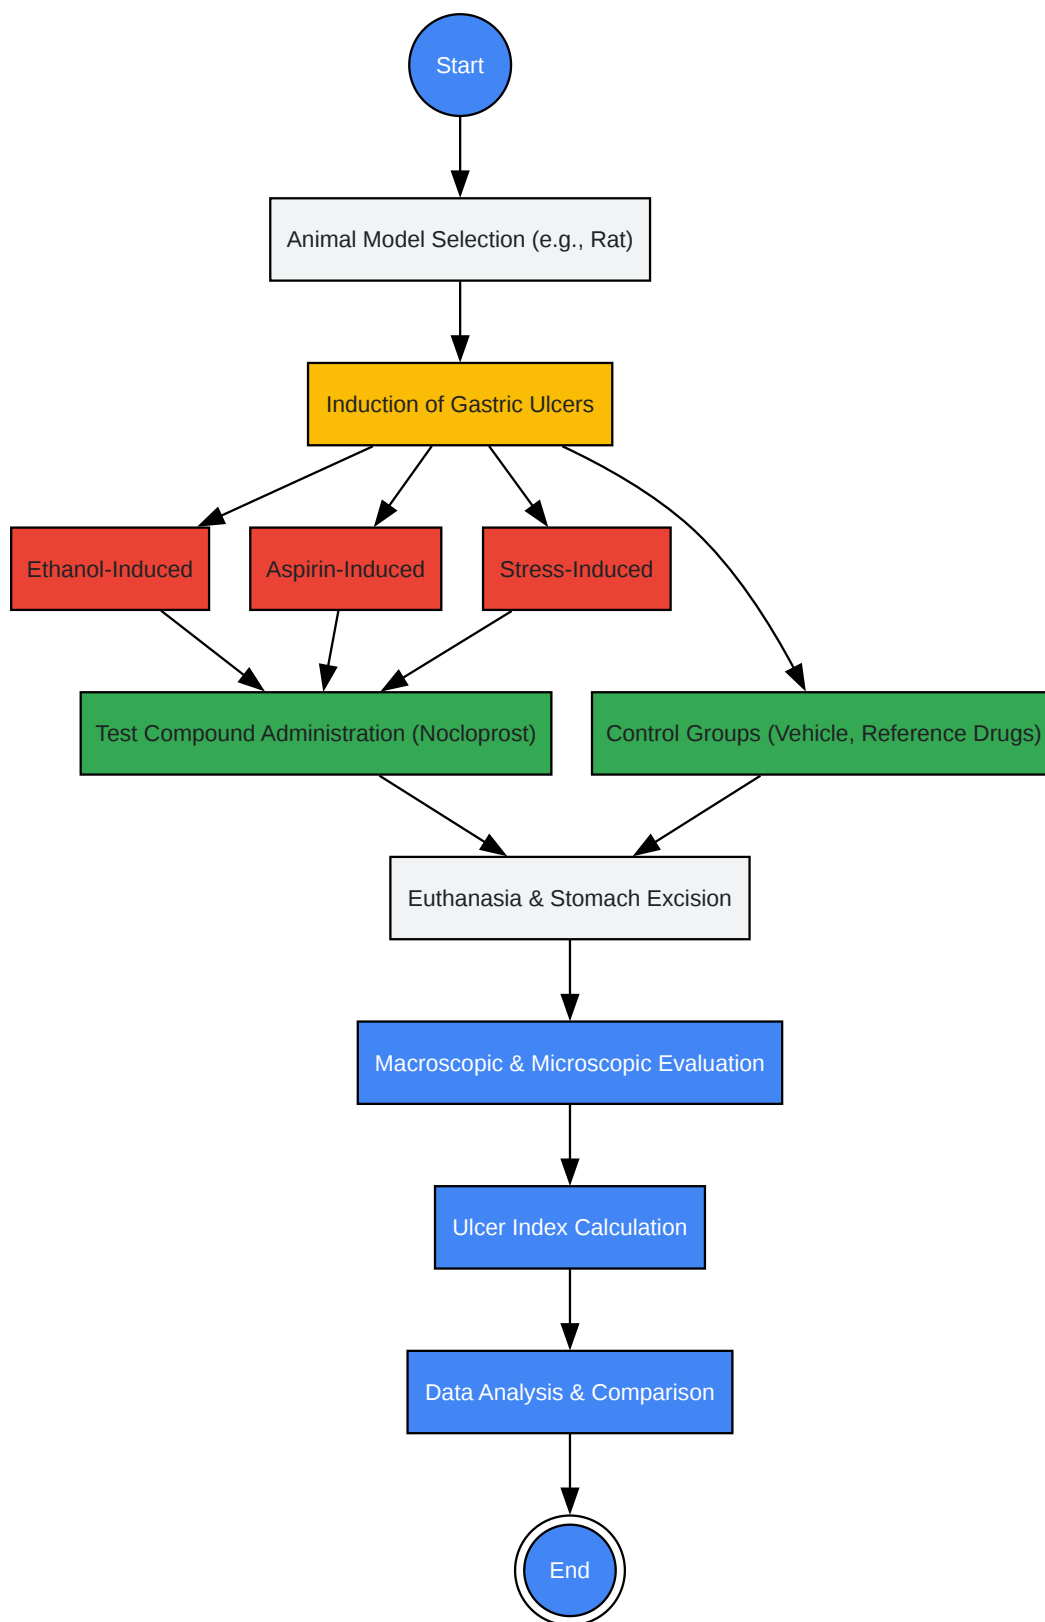 Start
Animal Model Selection (e.g., Rat)
Induction of Gastric Ulcers
Ethanol-Induced
Aspirin-Induced
Stress-Induced
Test Compound Administration (Nocloprost)
Control Groups (Vehicle, Reference Drugs)
Euthanasia & Stomach Excision
Macroscopic & Microscopic Evaluation
Ulcer Index Calculation
Data Analysis & Comparison
End